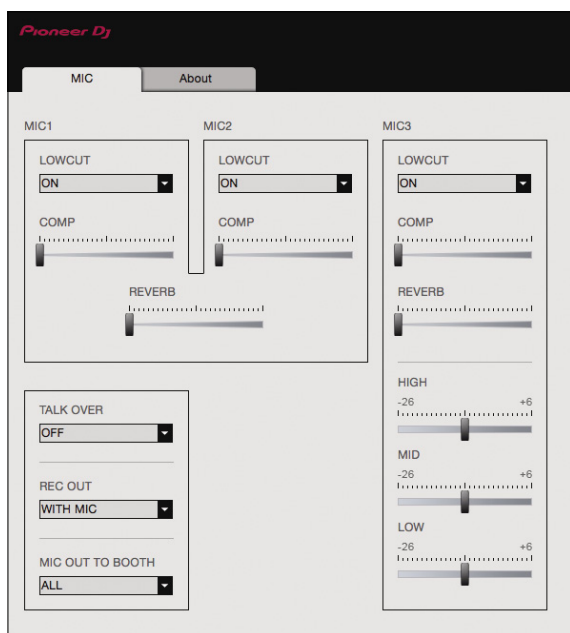 Pioneer Dj
MIC
About
MIC1
LOWCUT
ON
COMP
MIC2
LOWCUT
ON
COMP
REVERB
MIC3
LOWCUT
ON
COMP
REVERB
HIGH
-26 +6
MID
-26 +6
LOW
-26 +6
TALK OVER
OFF
REC OUT
WITH MIC
MIC OUT TO BOOTH
ALL